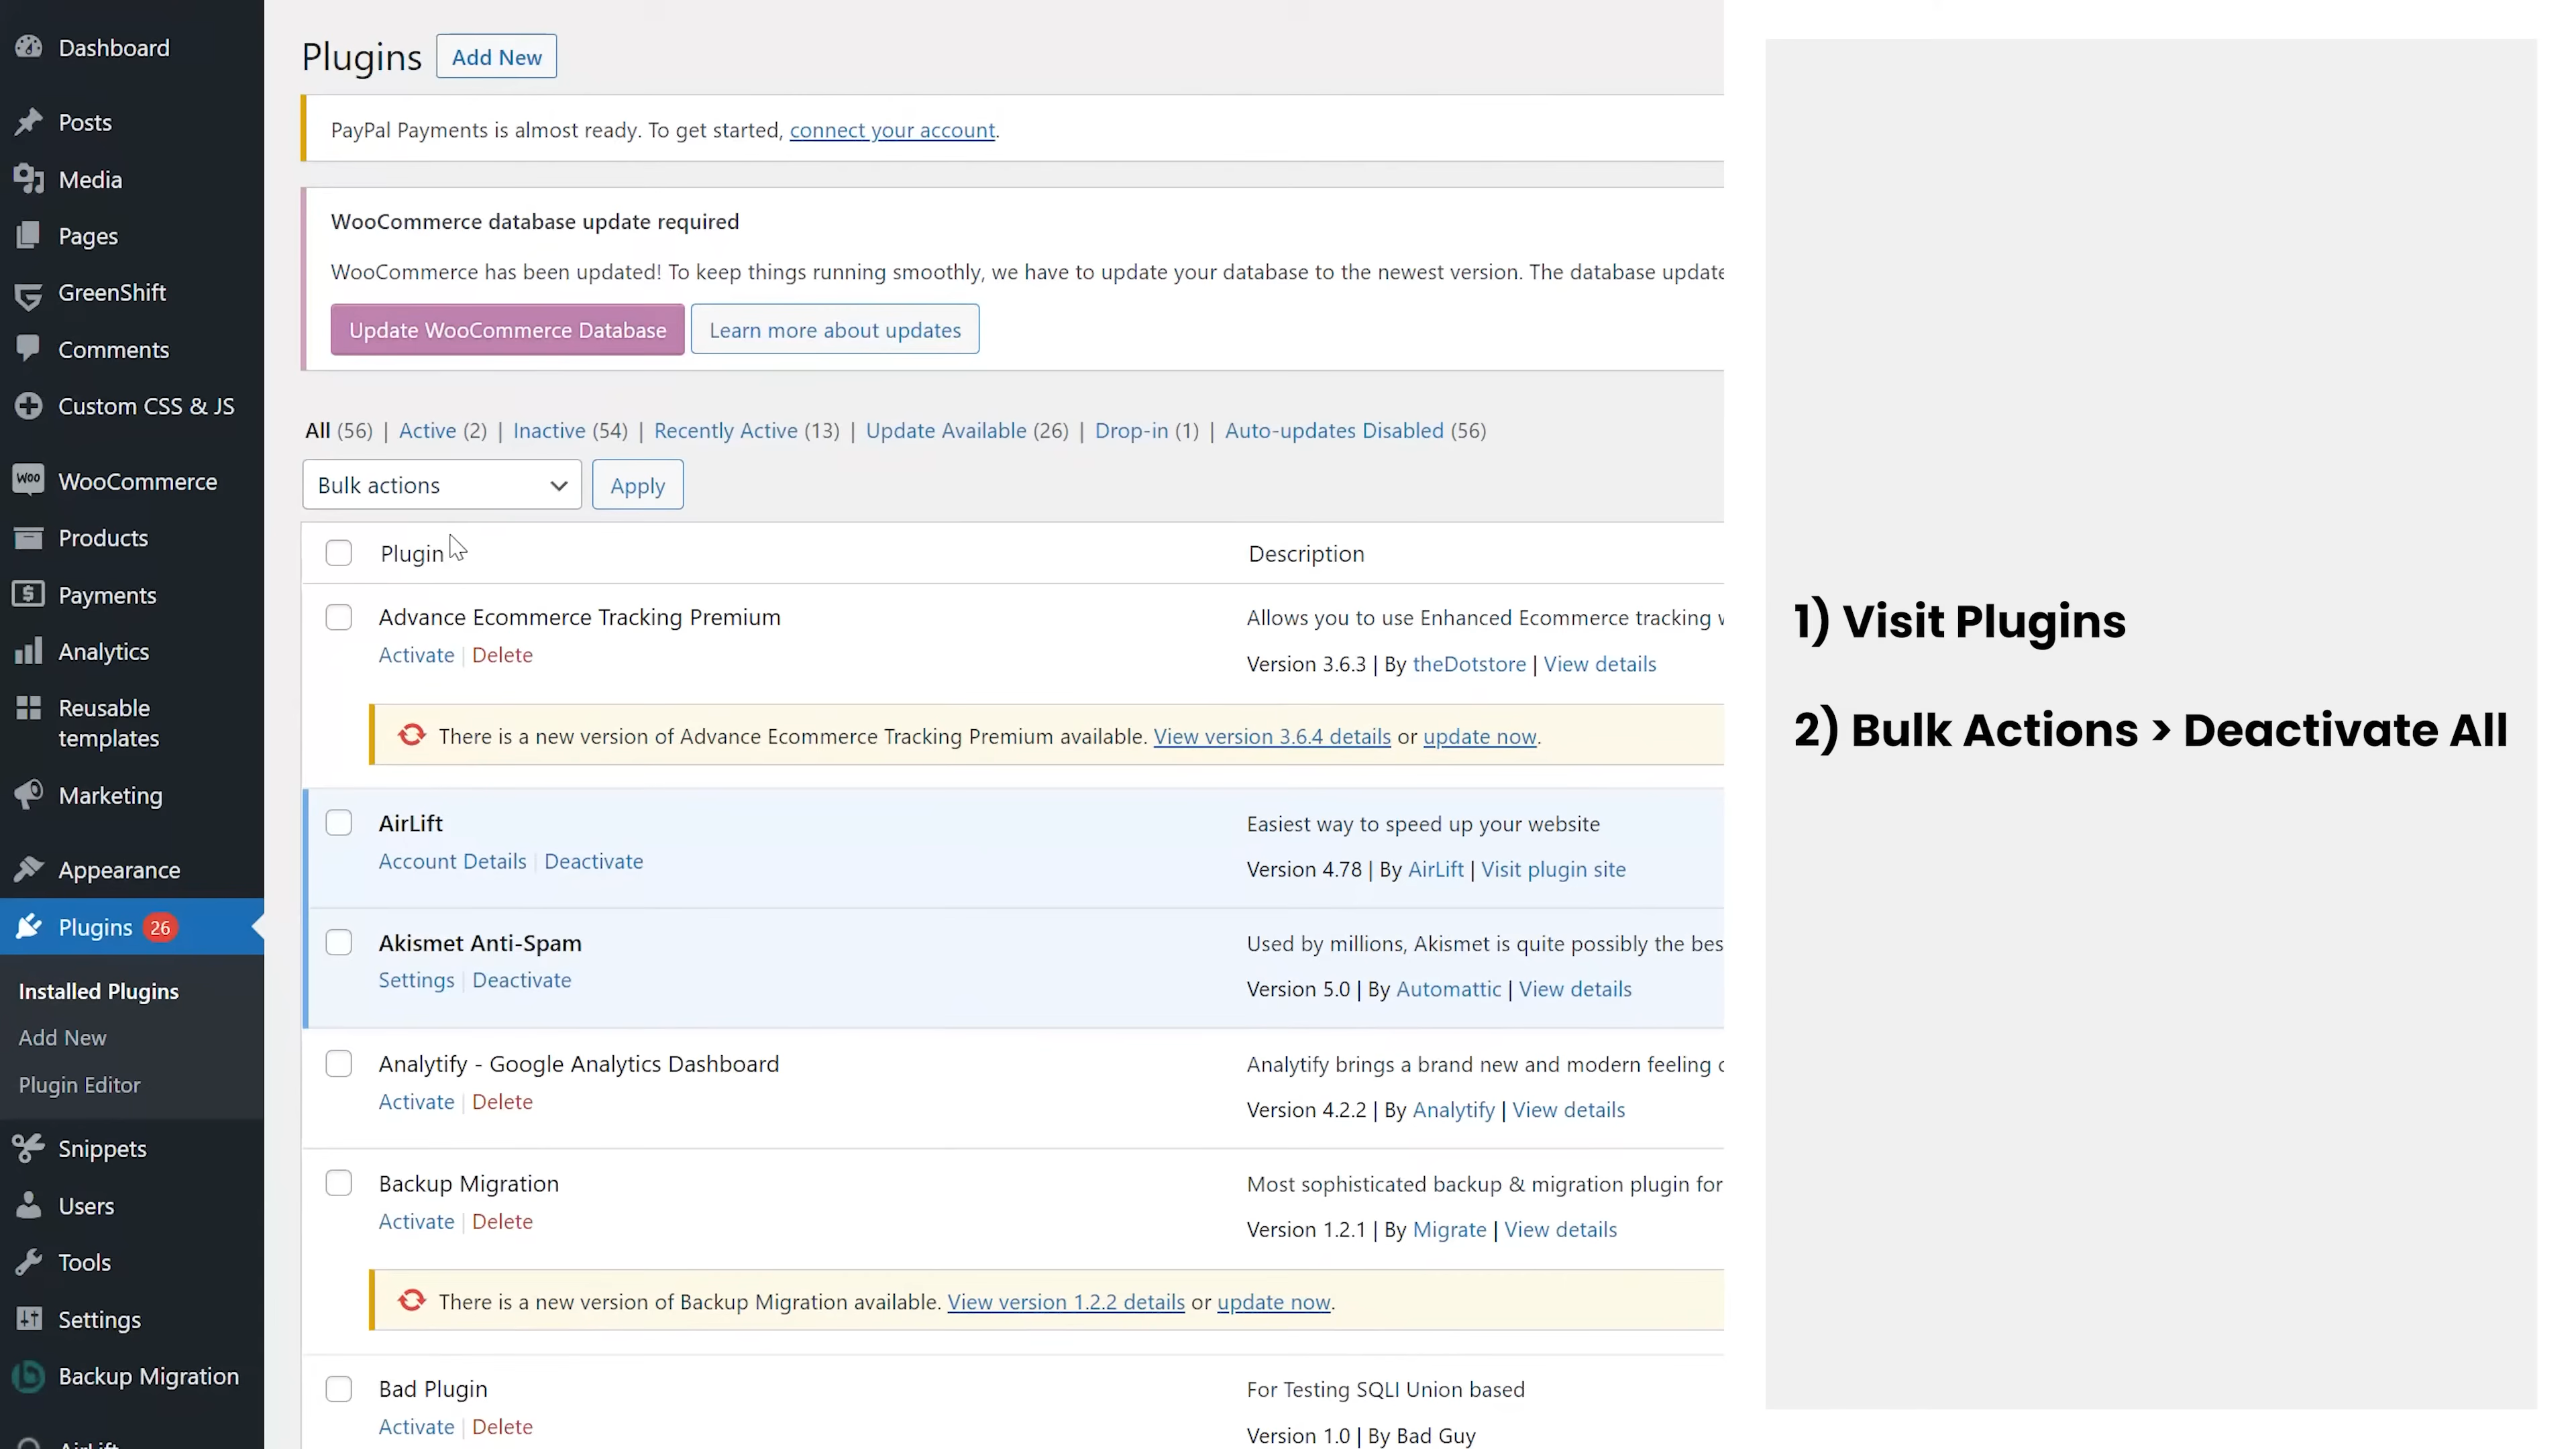 Dashboard
Posts
Media
Pages
GreenShift
Comments
Custom CSS & JS
WooCommerce
Products
Payments
Analytics
Reusable
templates
Marketing
Appearance
Plugins 26
Installed Plugins
Add New
Plugin Editor
Snippets
Users
Tools
Settings
Backup Migration
Plugins Add New
PayPal Payments is almost ready. To get started, connect your account.
WooCommerce database update required
WooCommerce has been updated! To keep things running smoothly, we have to update your database to the newest version. The database update
Update WooCommerce Database Learn more about updates
All (56) | Active (2) | Inactive (54) | Recently Active (13) | Update Available (26) | Drop-in (1) | Auto-updates Disabled (56)
Bulk actions Apply
Plugin Description
Advance Ecommerce Tracking Premium
Activate | Delete
Allows you to use Enhanced Ecommerce tracking
Version 3.6.3 | By theDotstore | View details
There is a new version of Advance Ecommerce Tracking Premium available. View version 3.6.4 details or update now.
AirLift
Account Details | Deactivate
Easiest way to speed up your website
Version 4.78 | By AirLift | Visit plugin site
Akismet Anti-Spam
Settings | Deactivate
Used by millions, Akismet is quite possibly the bes
Version 5.0 | By Automattic | View details
Analytify - Google Analytics Dashboard
Activate | Delete
Analytify brings a brand new and modern feeling
Version 4.2.2 | By Analytify | View details
Backup Migration
Activate | Delete
Most sophisticated backup & migration plugin for
Version 1.2.1 | By Migrate | View details
There is a new version of Backup Migration available. View version 1.2.2 details or update now.
Bad Plugin
Activate | Delete
For Testing SQLI Union based
Version 1.0 | By Bad Guy
1) Visit Plugins
2) Bulk Actions > Deactivate All